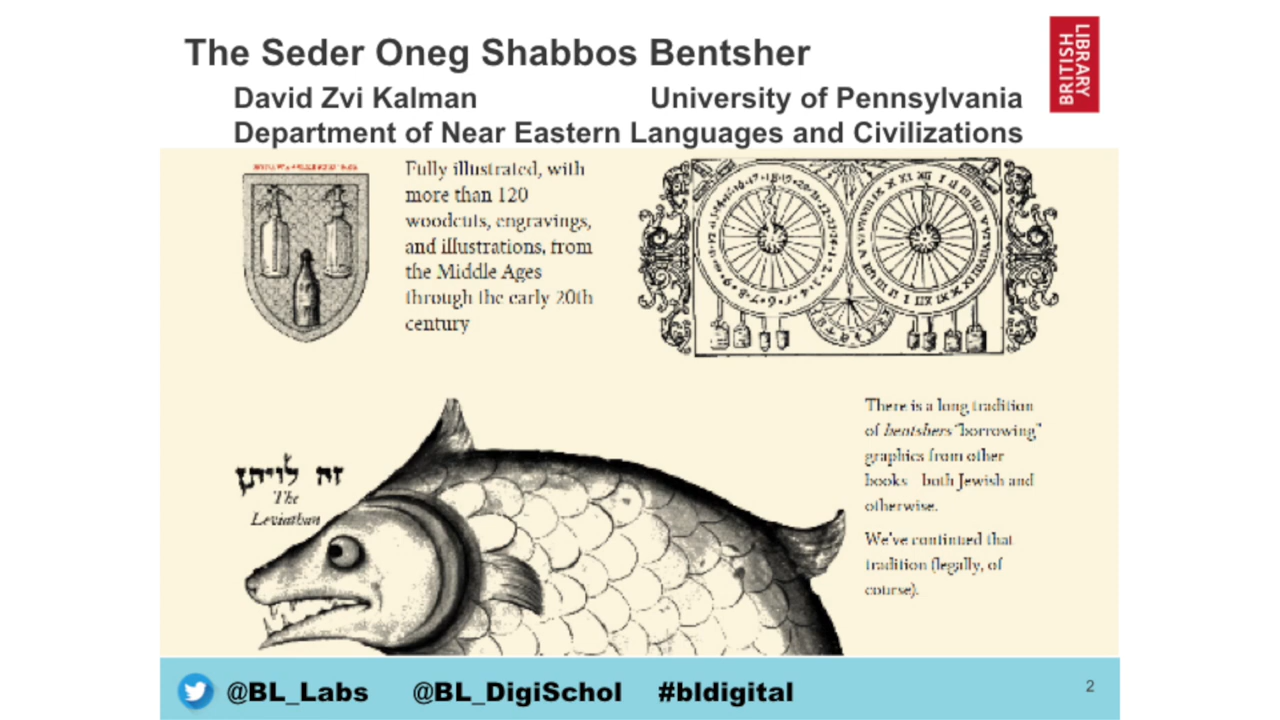 The Seder Oneg Shabbos Bentsher
David Zvi Kalman University of Pennsylvania
Department of Near Eastern Languages and Civilizations
BRITISH
LIBRARY
Fully illustrated, with
more than 120
woodcuts, engravings,
and illustrations, from
the Middle Ages
through the early 20th
century
זה לויתן
The
Leviathan
There is a long tradition
of bentshers "borrowing"
graphics from other
books both Jewish and
otherwise.
We've continued that
tradition (legally, of
course).
@BL_Labs @BL_DigiSchol #bldigital
2